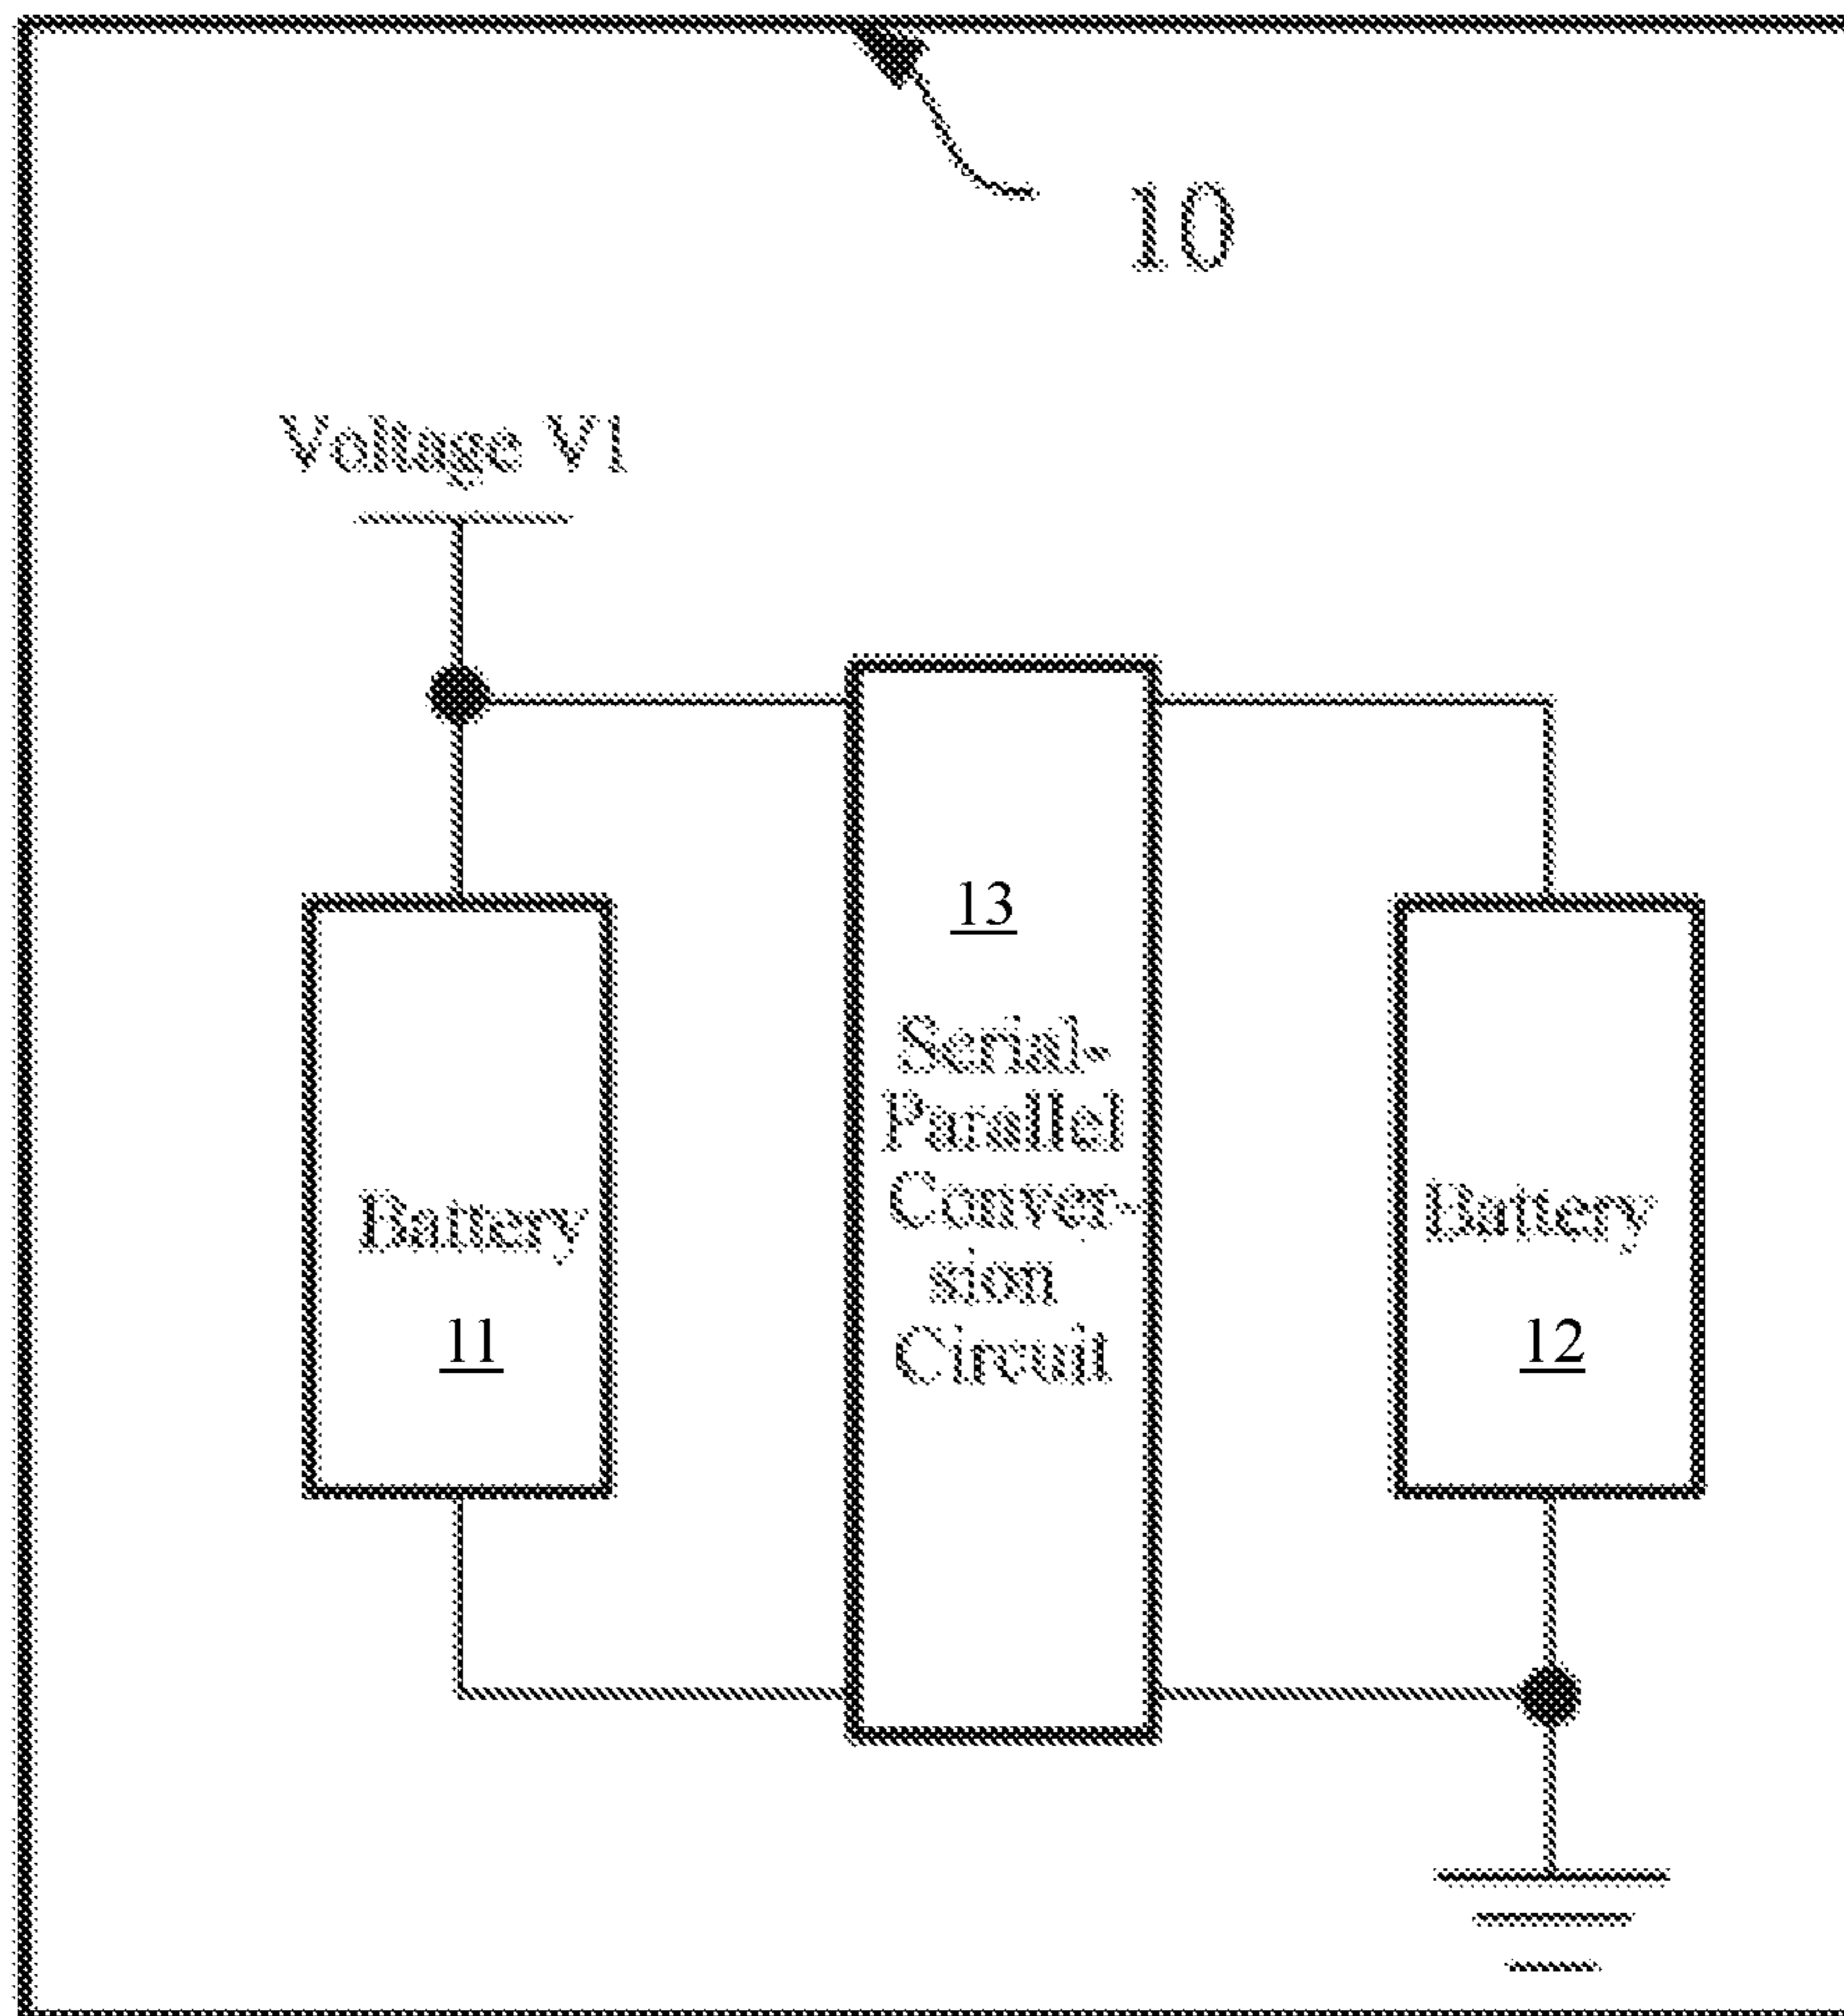 10
Voltage V1
13
Serial-
Parallel
Conver-
sion
Circuit
Battery
11
Battery
12